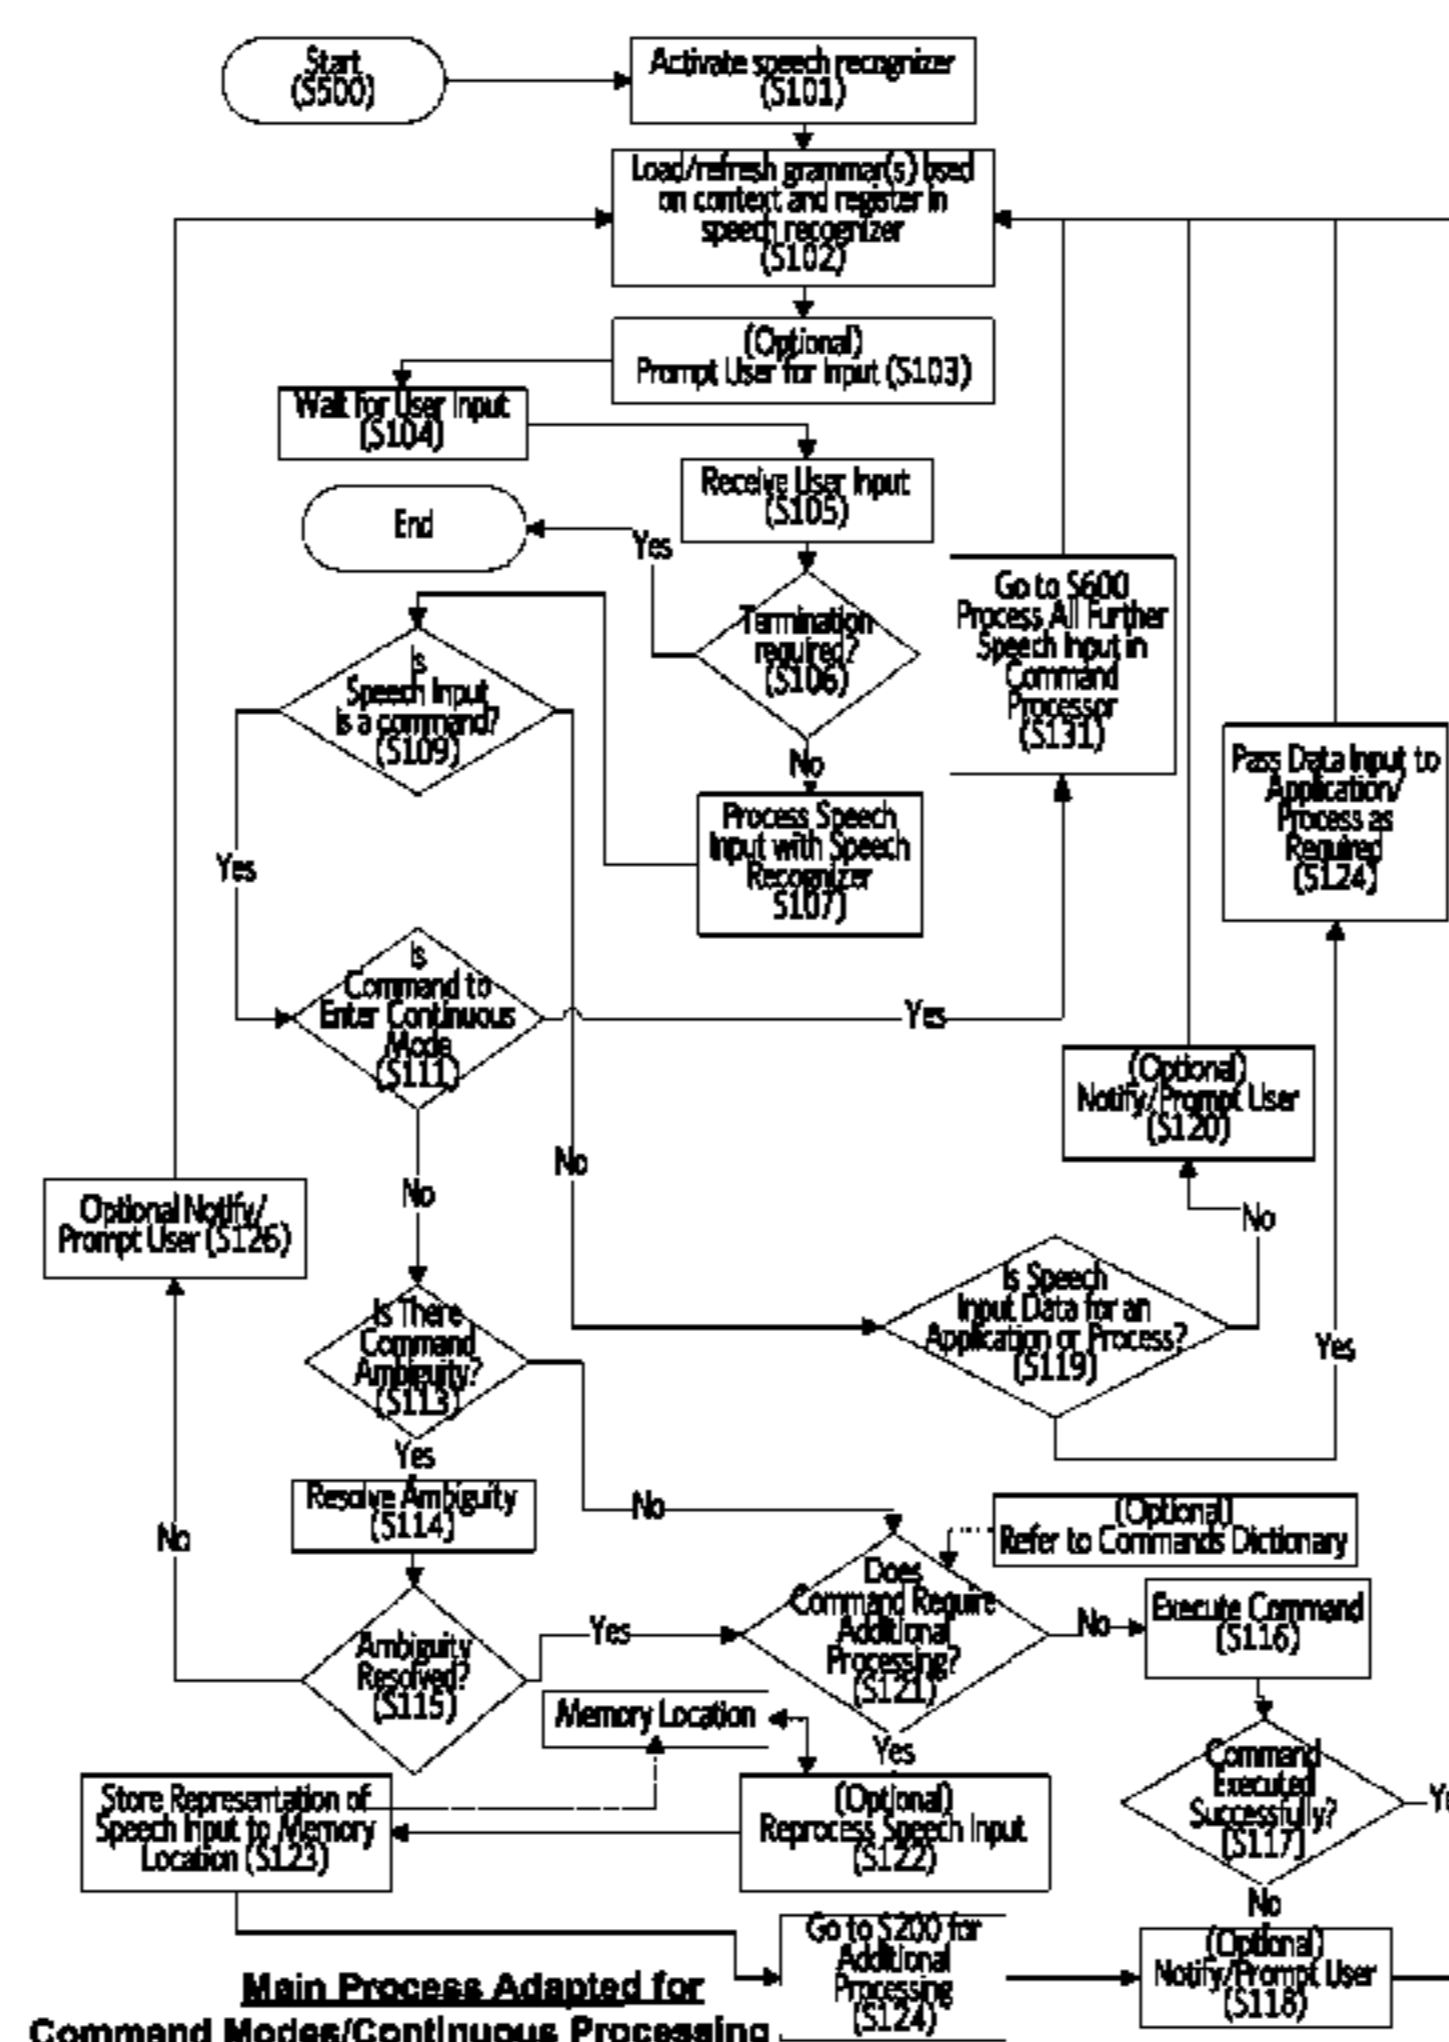 Start
(S500)
Activate speech recognizer
(S101)
Load/refresh grammar(s) bsed
on context and register in
speech recognizer
(S102)
(Optional)
Prompt User for Input (S103)
Wait for User Input
(S104)
Receive User Input
(S105)
End
Yes
Termination
required?
(S106)
No
Go to S600
Process All Further
Speech Input in
Command
Processor
(S131)
Is
Speech Input
is a command?
(S109)
Pass Data Input to
Application/
Process as
Required
(S124)
Process Speech
Input with Speech
Recognizer
S107)
Yes
Is
Command to
Enter Continuous
Mode
(S111)
Yes
(Optional)
Notify/Prompt User
(S120)
No
No
Optional Notify/
Prompt User (S126)
No
Is Speech
Input Data for an
Application or Process?
(S119)
Is There
Command
Ambiguity?
(S113)
Yes
Yes
Resolve Ambiguity
(S114)
No
No
(Optional)
Refer to Commands Dictionary
Does
Command Require
Additional
Processing?
(S121)
Execute Command
(S116)
Yes
No
Ambiguity
Resolved?
(S115)
Memory Location
Yes
Command
Executed
Successfully?
(S117)
Ye
Store Representation of
Speech Input to Memory
Location (S123)
(Optional)
Reprocess Speech Input
(S122)
No
Go to S200 for
Additional
Processing
(S124)
(Optional)
Notify/Prompt User
(S118)
Main Process Adapted for
Command Modes/Continuous Processing